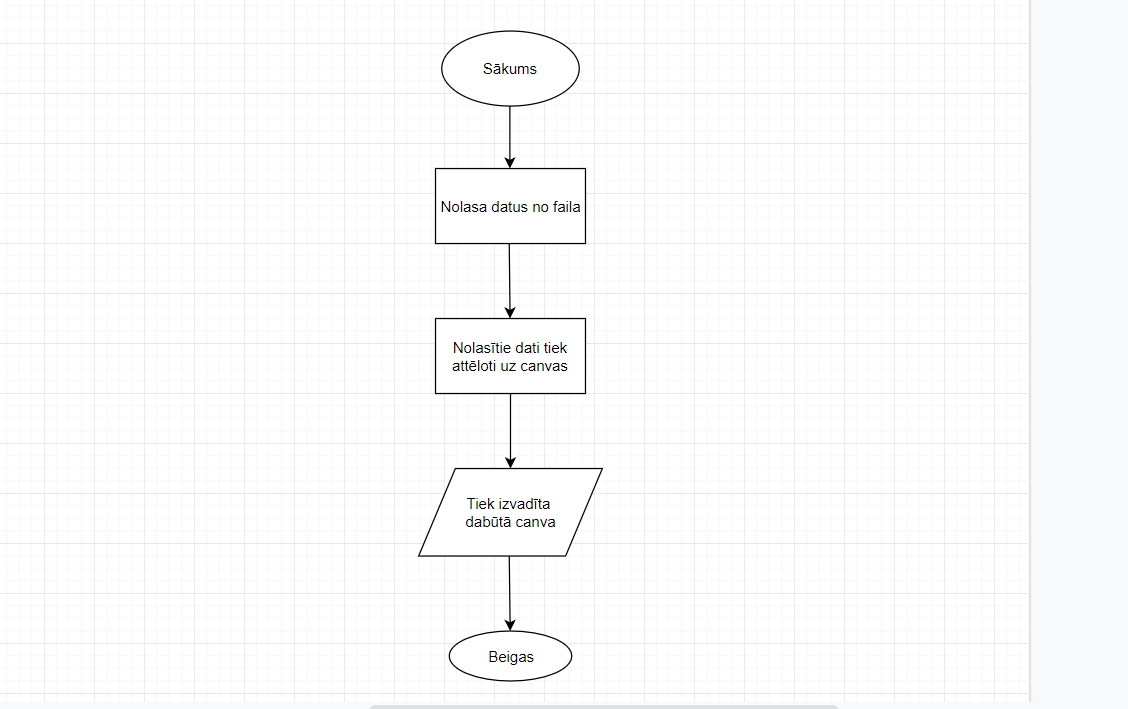 Sākums
Nolasa datus no faila
Nolasītie dati tiek
attēloti uz canvas
Tiek izvadīta
dabūtā canva
Beigas